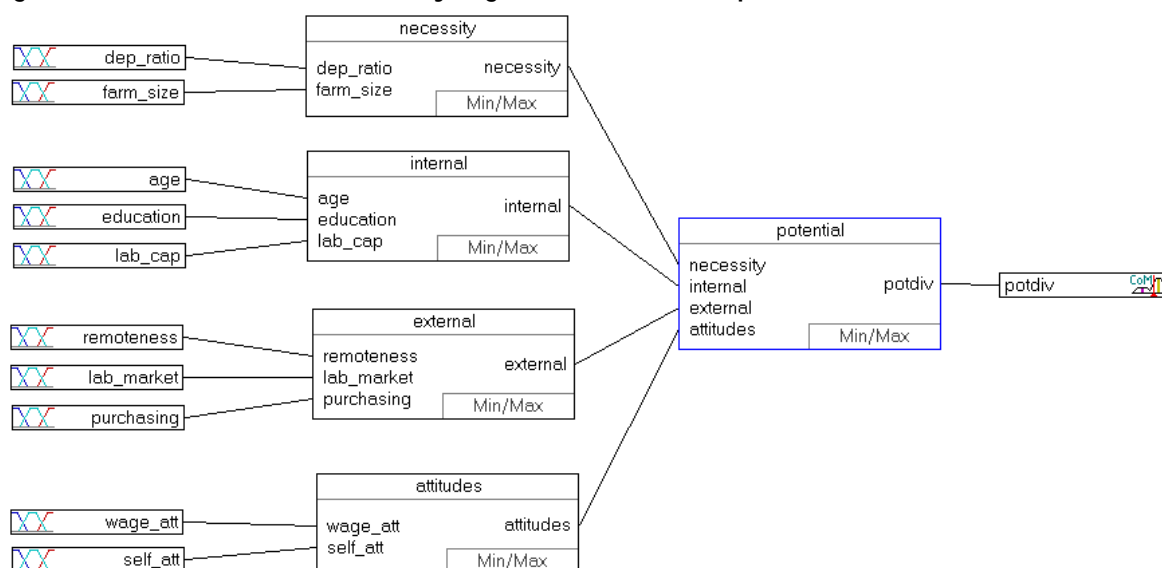 necessity
dep_ratio
farm_size
dep_ratio
farm_size
necessity
Min/Max
internal
age
education
lab_cap
age
education
lab_cap
internal
Min/Max
potential
necessity
internal
external
attitudes
potdiv
Min/Max
potdiv
external
remoteness
lab_market
purchasing
remoteness
lab_market
purchasing
external
Min/Max
attitudes
wage_att
self_att
wage_att
self_att
attitudes
Min/Max